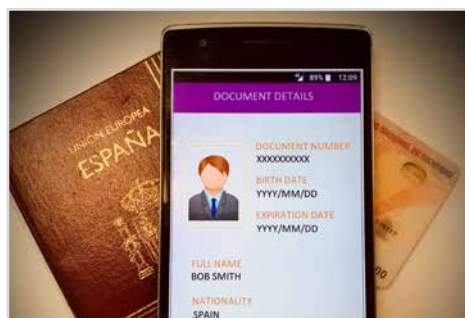 UNIÓN EUROPEA
ESPAÑA
89% 12:09
DOCUMENT DETAILS
DOCUMENT NUMBER
XXXXXXXXXX
BIRTH DATE
YYYY/MM/DD
EXPIRATION DATE
YYYY/MM/DD
FULL NAME
BOB SMITH
NATIONALITY
SPAIN